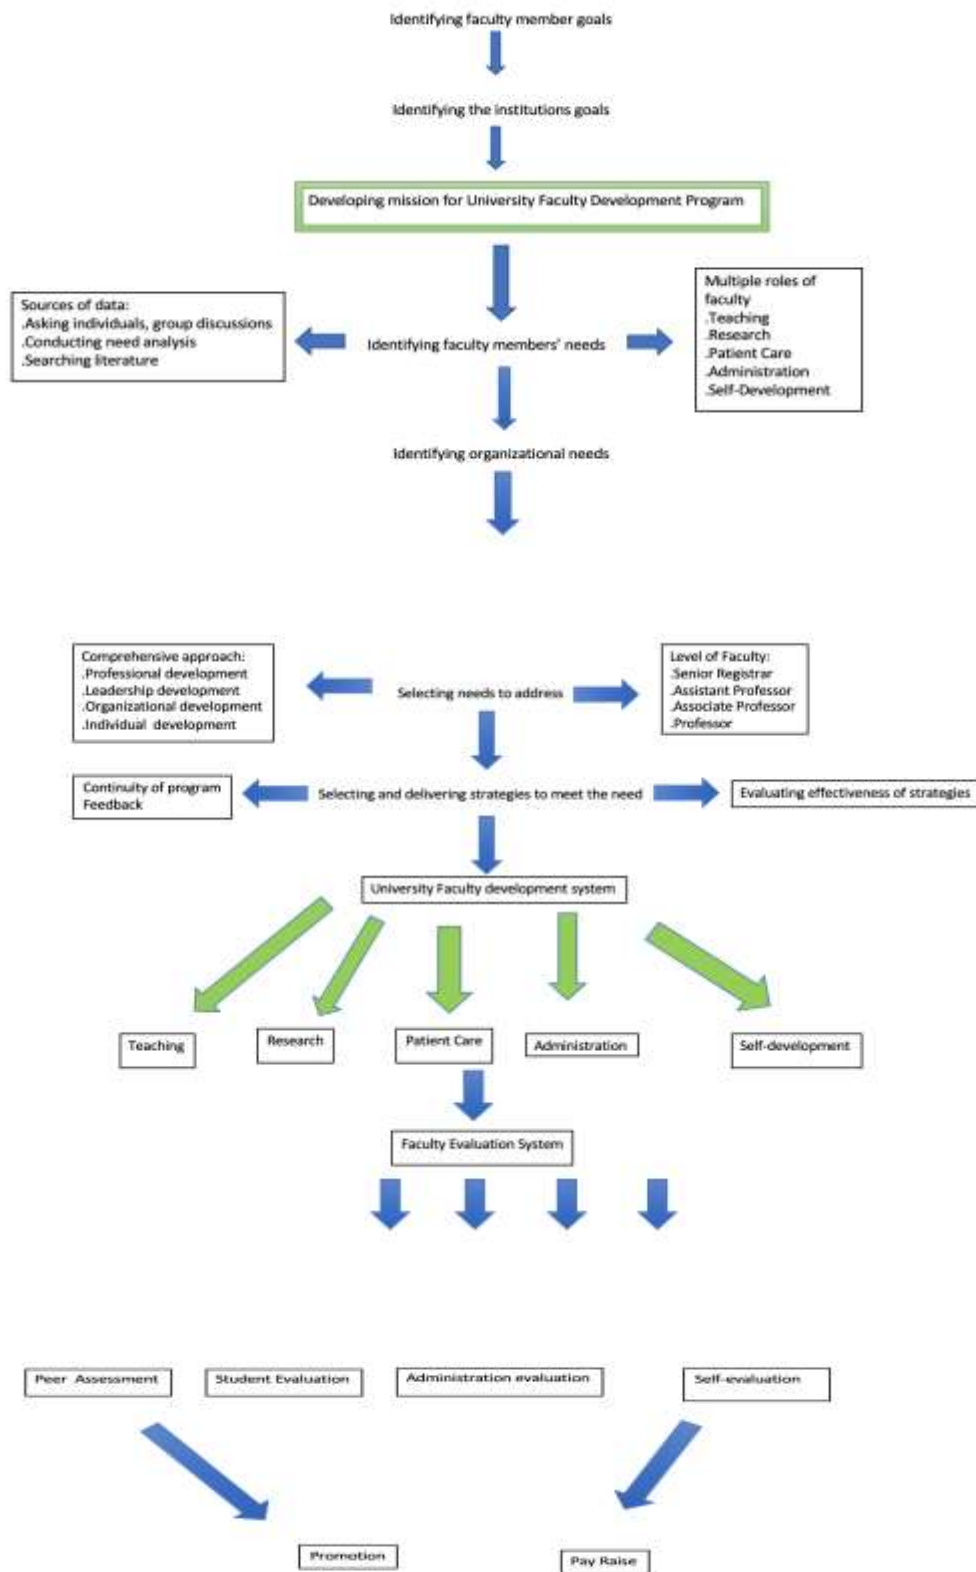 Identifying faculty member goals
Identifying the institutions goals
Developing mission for University Faculty Development Program
Sources of data:
.Asking individuals, group discussions
.Conducting need analysis
.Searching literature
Identifying faculty members' needs
Multiple roles of
faculty
.Teaching
.Research
.Patient Care
.Administration
.Self-Development
Identifying organizational needs
Comprehensive approach:
.Professional development
.Leadership development
.Organizational development
.Individual development
Selecting needs to address
Level of Faculty:
.Senior Registrar
.Assistant Professor
.Associate Professor
.Professor
Continuity of program
Feedback
Selecting and delivering strategies to meet the need
Evaluating effectiveness of strategies
University Faculty development system
Teaching
Research
Patient Care
Administration
Self-development
Faculty Evaluation System
Peer Assessment
Student Evaluation
Administration evaluation
Self-evaluation
Promotion
Pay Raise